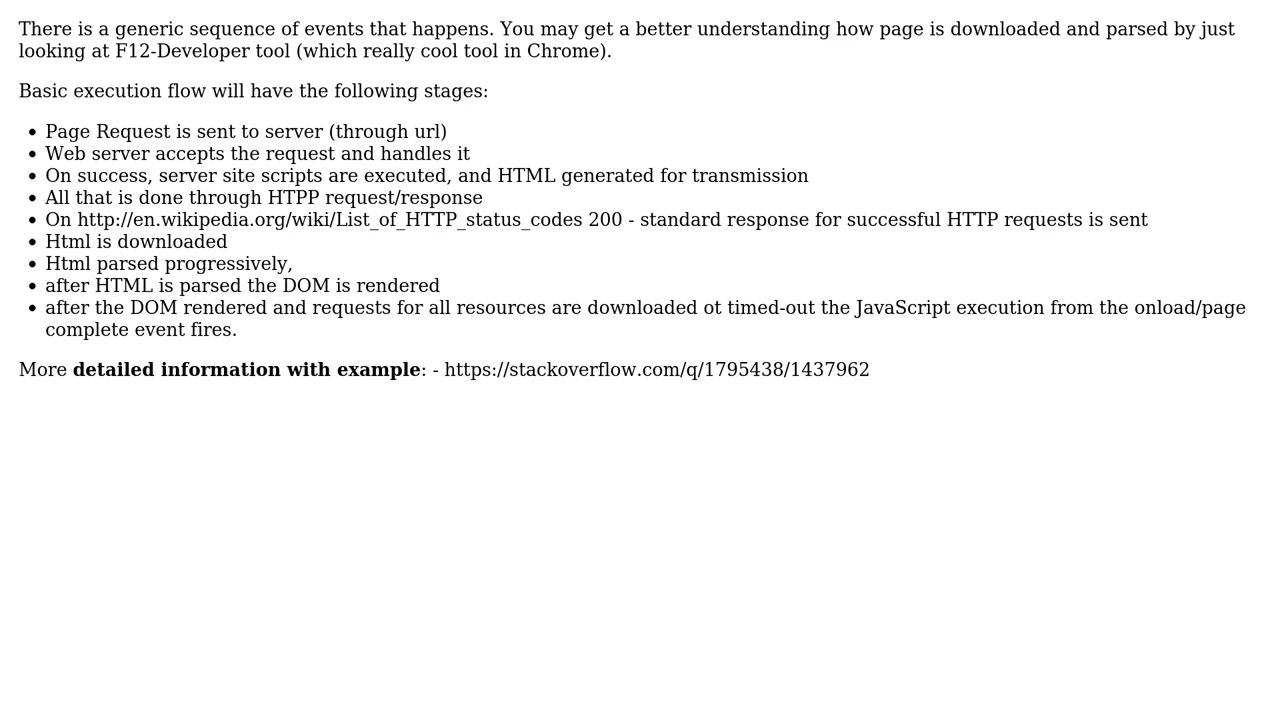 There is a generic sequence of events that happens. You may get a better understanding how page is downloaded and parsed by just
looking at F12-Developer tool (which really cool tool in Chrome).
Basic execution flow will have the following stages:
• Page Request is sent to server (through url)
• Web server accepts the request and handles it
• On success, server site scripts are executed, and HTML generated for transmission
• All that is done through HTPP request/response
• On http://en.wikipedia.org/wiki/List_of_HTTP_status_codes 200 - standard response for successful HTTP requests is sent
• Html is downloaded
• Html parsed progressively,
• after HTML is parsed the DOM is rendered
• after the DOM rendered and requests for all resources are downloaded ot timed-out the JavaScript execution from the onload/page
complete event fires.
More detailed information with example: - https://stackoverflow.com/q/1795438/1437962